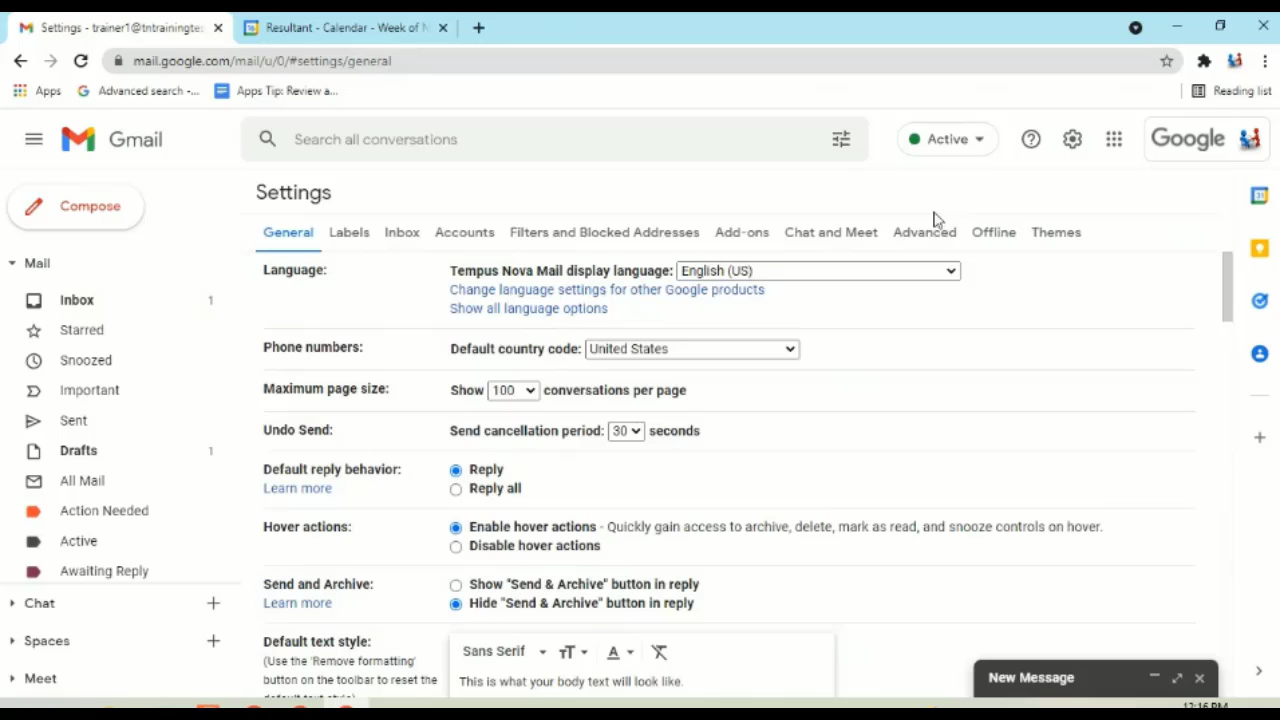 Settings - trainer1@tntrainingte
Resultant - Calendar - Week of N
mail.google.com/mail/u/0/#settings/general
Apps
Advanced search -...
Apps Tip: Review a...
Reading list
Gmail
Search all conversations
Active
Google
Compose
Mail
Inbox 1
Starred
Snoozed
Important
Sent
Drafts 1
All Mail
Action Needed
Active
Awaiting Reply
Chat
Spaces
Meet
Settings
General Labels Inbox Accounts Filters and Blocked Addresses Add-ons Chat and Meet Advanced Offline Themes
Language:
Tempus Nova Mail display language: English (US)
Change language settings for other Google products
Show all language options
Phone numbers:
Default country code: United States
Maximum page size:
Show 100 conversations per page
Undo Send:
Send cancellation period: 30 seconds
Default reply behavior:
Learn more
Reply
Reply all
Hover actions:
Enable hover actions - Quickly gain access to archive, delete, mark as read, and snooze controls on hover.
Disable hover actions
Send and Archive:
Learn more
Show "Send & Archive" button in reply
Hide "Send & Archive" button in reply
Default text style:
(Use the 'Remove formatting'
button on the toolbar to reset the
default text style)
Sans Serif
This is what your body text will look like.
New Message
12:16 PM